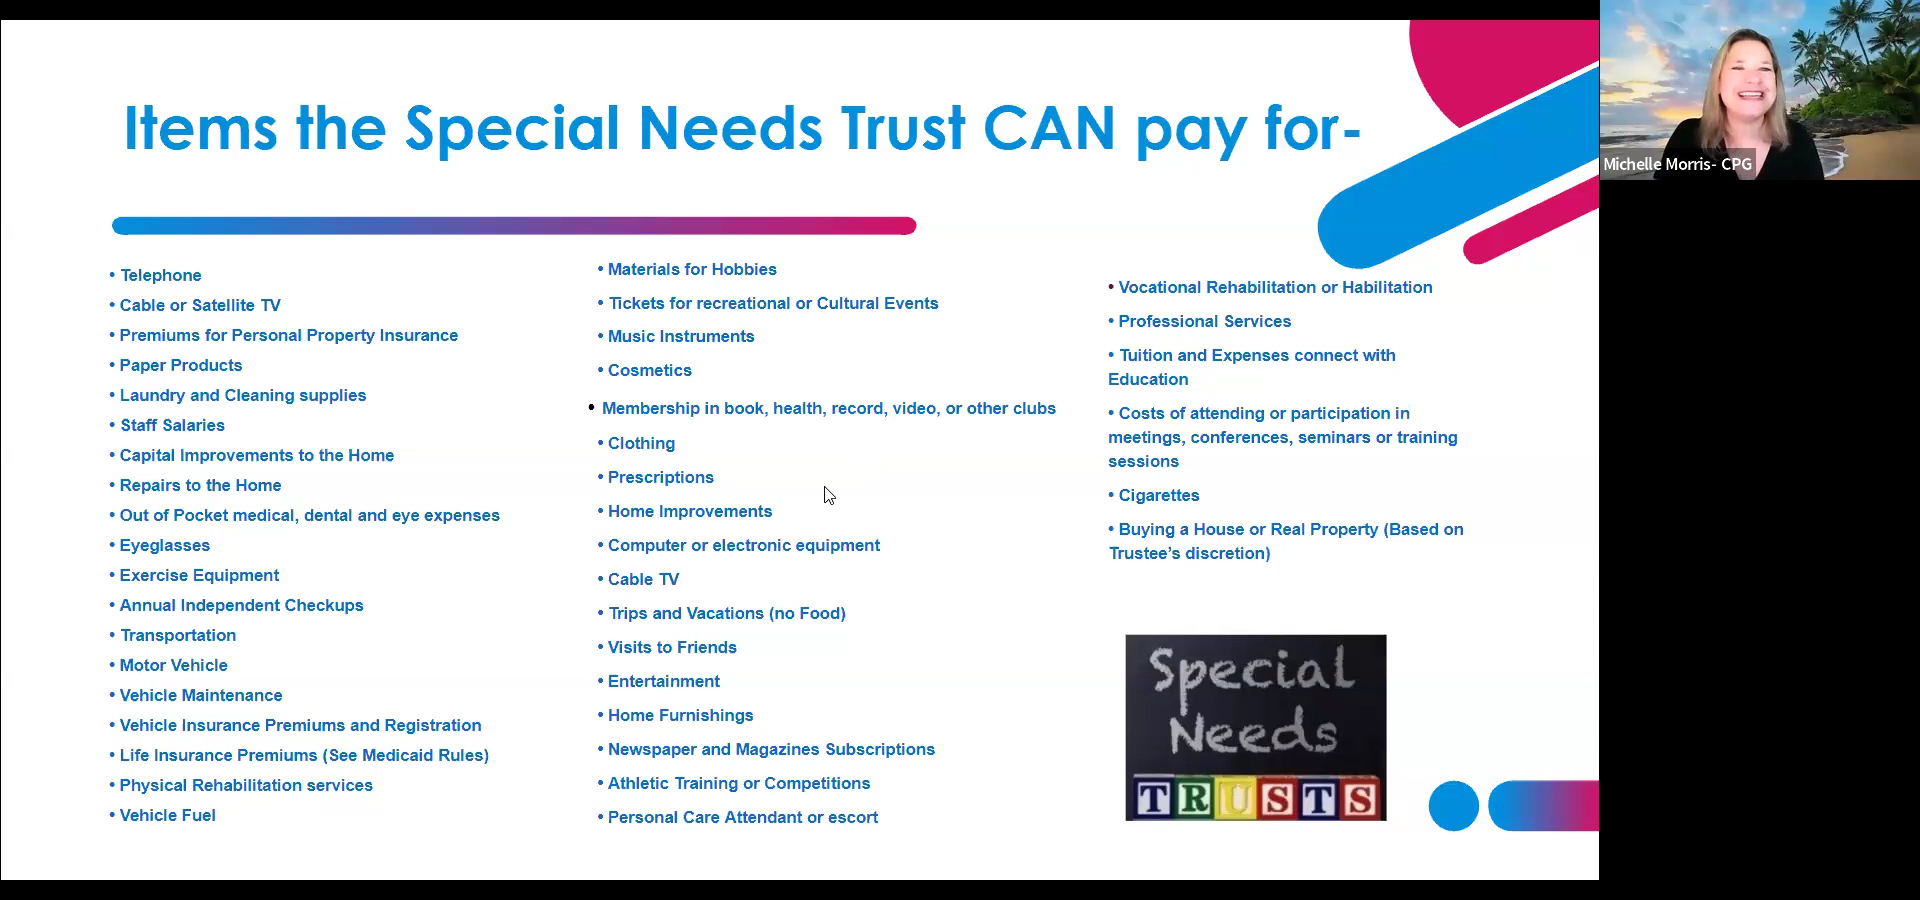 Items the Special Needs Trust CAN pay for-
• Telephone
• Cable or Satellite TV
• Premiums for Personal Property Insurance
• Paper Products
• Laundry and Cleaning supplies
• Staff Salaries
• Capital Improvements to the Home
• Repairs to the Home
• Out of Pocket medical, dental and eye expenses
• Eyeglasses
• Exercise Equipment
• Annual Independent Checkups
• Transportation
• Motor Vehicle
• Vehicle Maintenance
• Vehicle Insurance Premiums and Registration
• Life Insurance Premiums (See Medicaid Rules)
• Physical Rehabilitation services
• Vehicle Fuel
• Materials for Hobbies
• Tickets for recreational or Cultural Events
• Music Instruments
• Cosmetics
• Membership in book, health, record, video, or other clubs
• Clothing
• Prescriptions
• Home Improvements
• Computer or electronic equipment
• Cable TV
• Trips and Vacations (no Food)
• Visits to Friends
• Entertainment
• Home Furnishings
• Newspaper and Magazines Subscriptions
• Athletic Training or Competitions
• Personal Care Attendant or escort
• Vocational Rehabilitation or Habilitation
• Professional Services
• Tuition and Expenses connect with
Education
• Costs of attending or participation in
meetings, conferences, seminars or training
sessions
• Cigarettes
• Buying a House or Real Property (Based on
Trustee’s discretion)
Special
Needs
TRUSTS
Michelle Morris- CPG